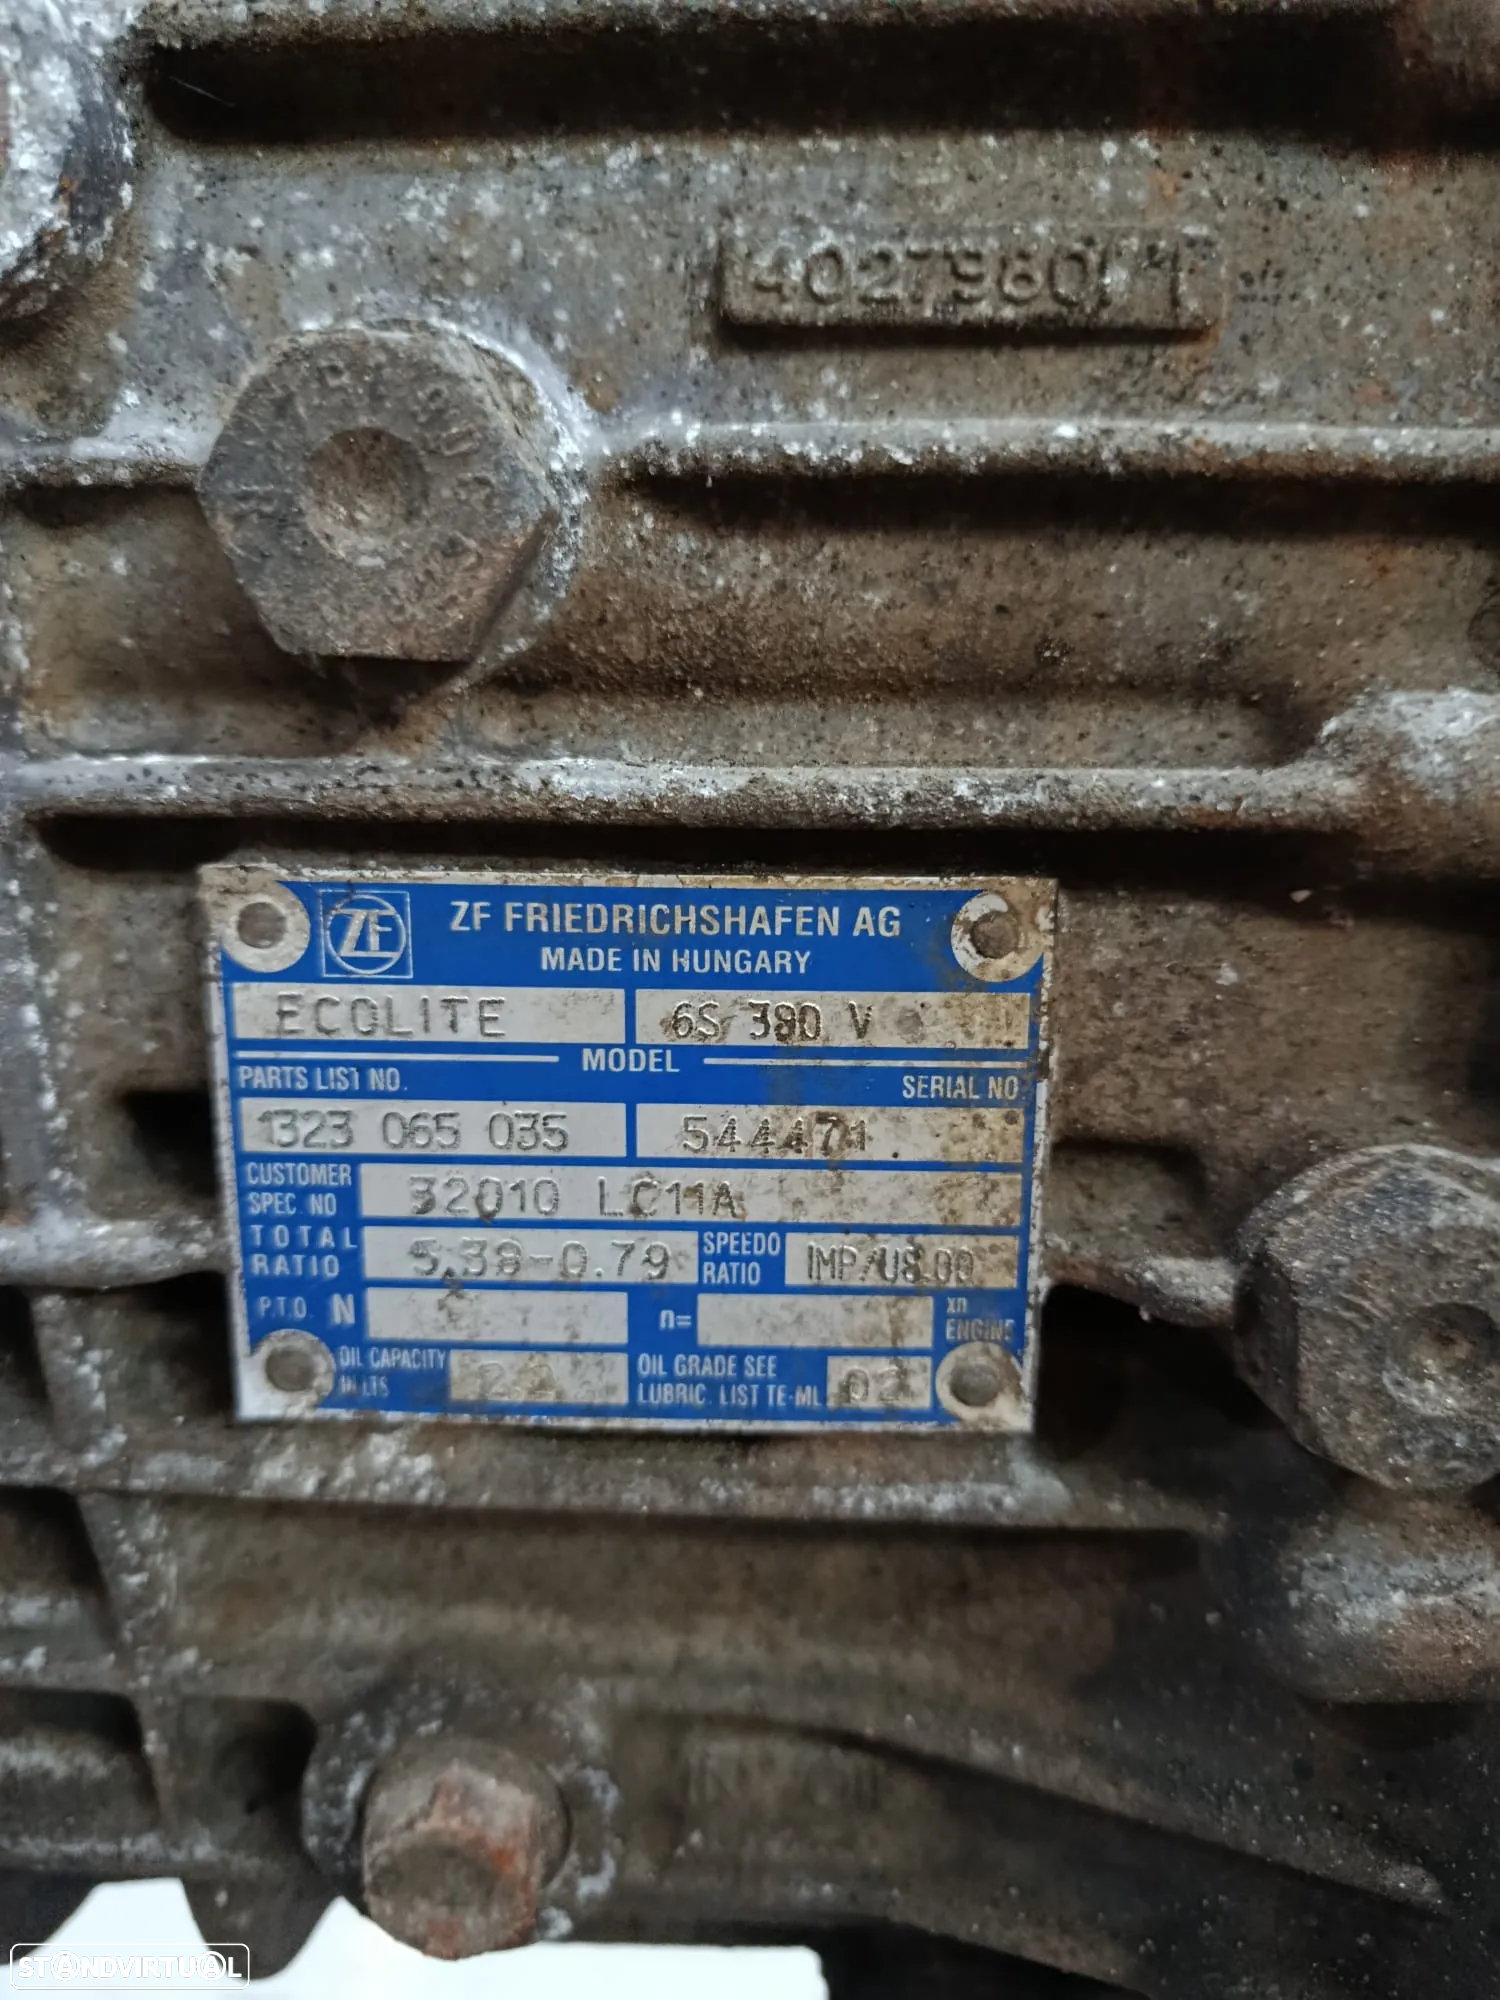 4027980
ZF
ZF FRIEDRICHSHAFEN AG
MADE IN HUNGARY
ECOLITE 6S 380 V
MODEL
PARTS LIST NO. SERIAL NO.
1323 065 035 544471
CUSTOMER SPEC. NO 32010 LC11A
TOTAL RATIO 5.38-0.79 SPEEDO RATIO IMP/US.00
P.T.O. N n= xn ENGINE
OIL CAPACITY IN LTS OIL GRADE SEE LUBRIC. LIST TE-ML 02
STANDVIRTUAL